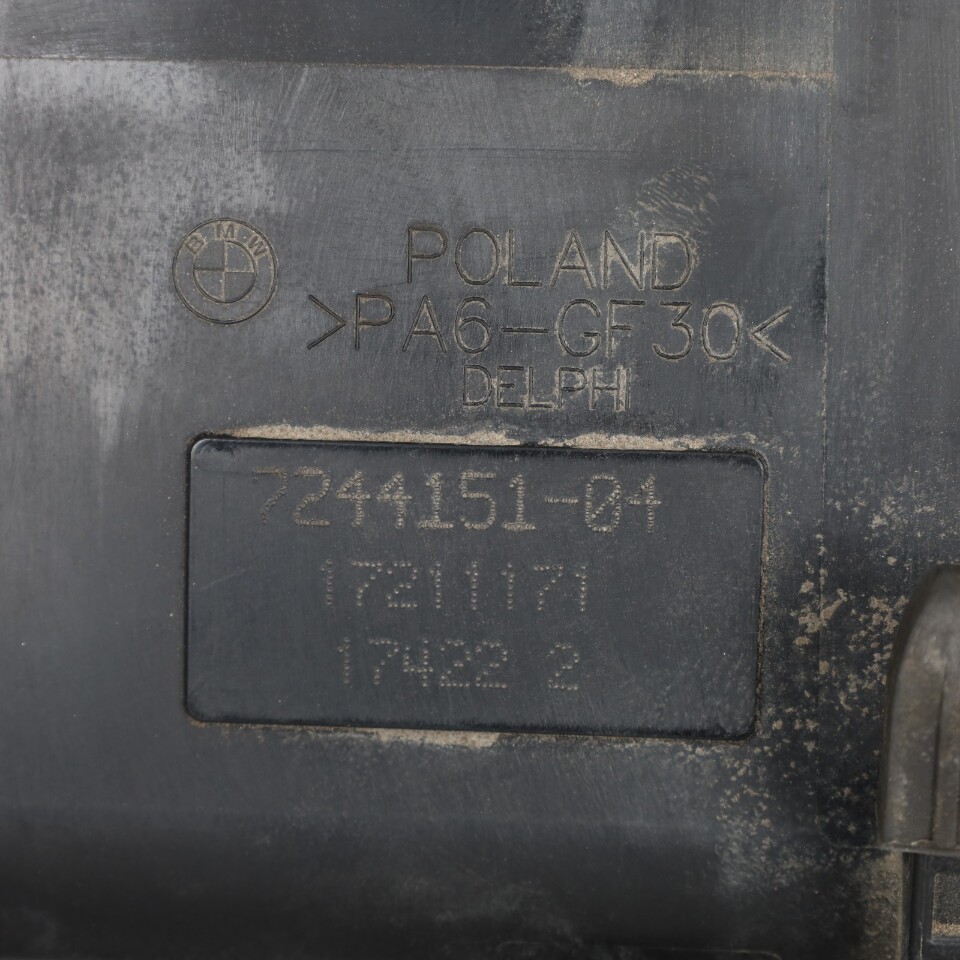 BMW
POLAND
>PA6-GF30<
DELPHI
7244151-04
17211171
17422 2